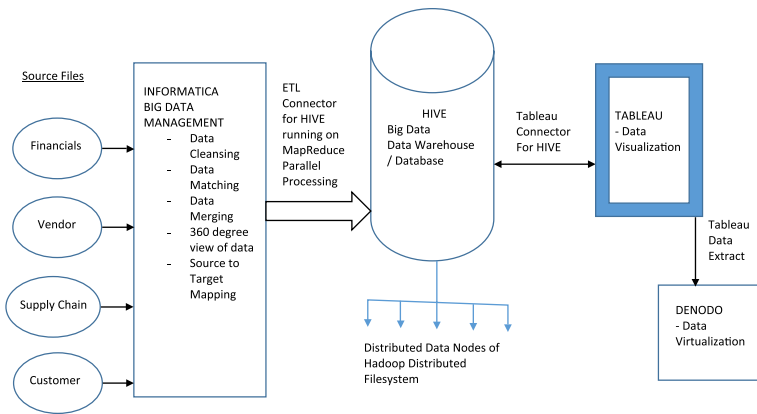 Source Files
Financials
Vendor
Supply Chain
Customer
INFORMATICA
BIG DATA
MANAGEMENT
- Data
Cleansing
- Data
Matching
- Data
Merging
- 360 degree
view of data
- Source to
Target
Mapping
ETL
Connector
for HIVE
running on
MapReduce
Parallel
Processing
HIVE
Big Data
Data Warehouse
/ Database
Distributed Data Nodes of
Hadoop Distributed
Filesystem
Tableau
Connector
For HIVE
TABLEAU
- Data
Visualization
Tableau
Data
Extract
DENODO
- Data
Virtualization